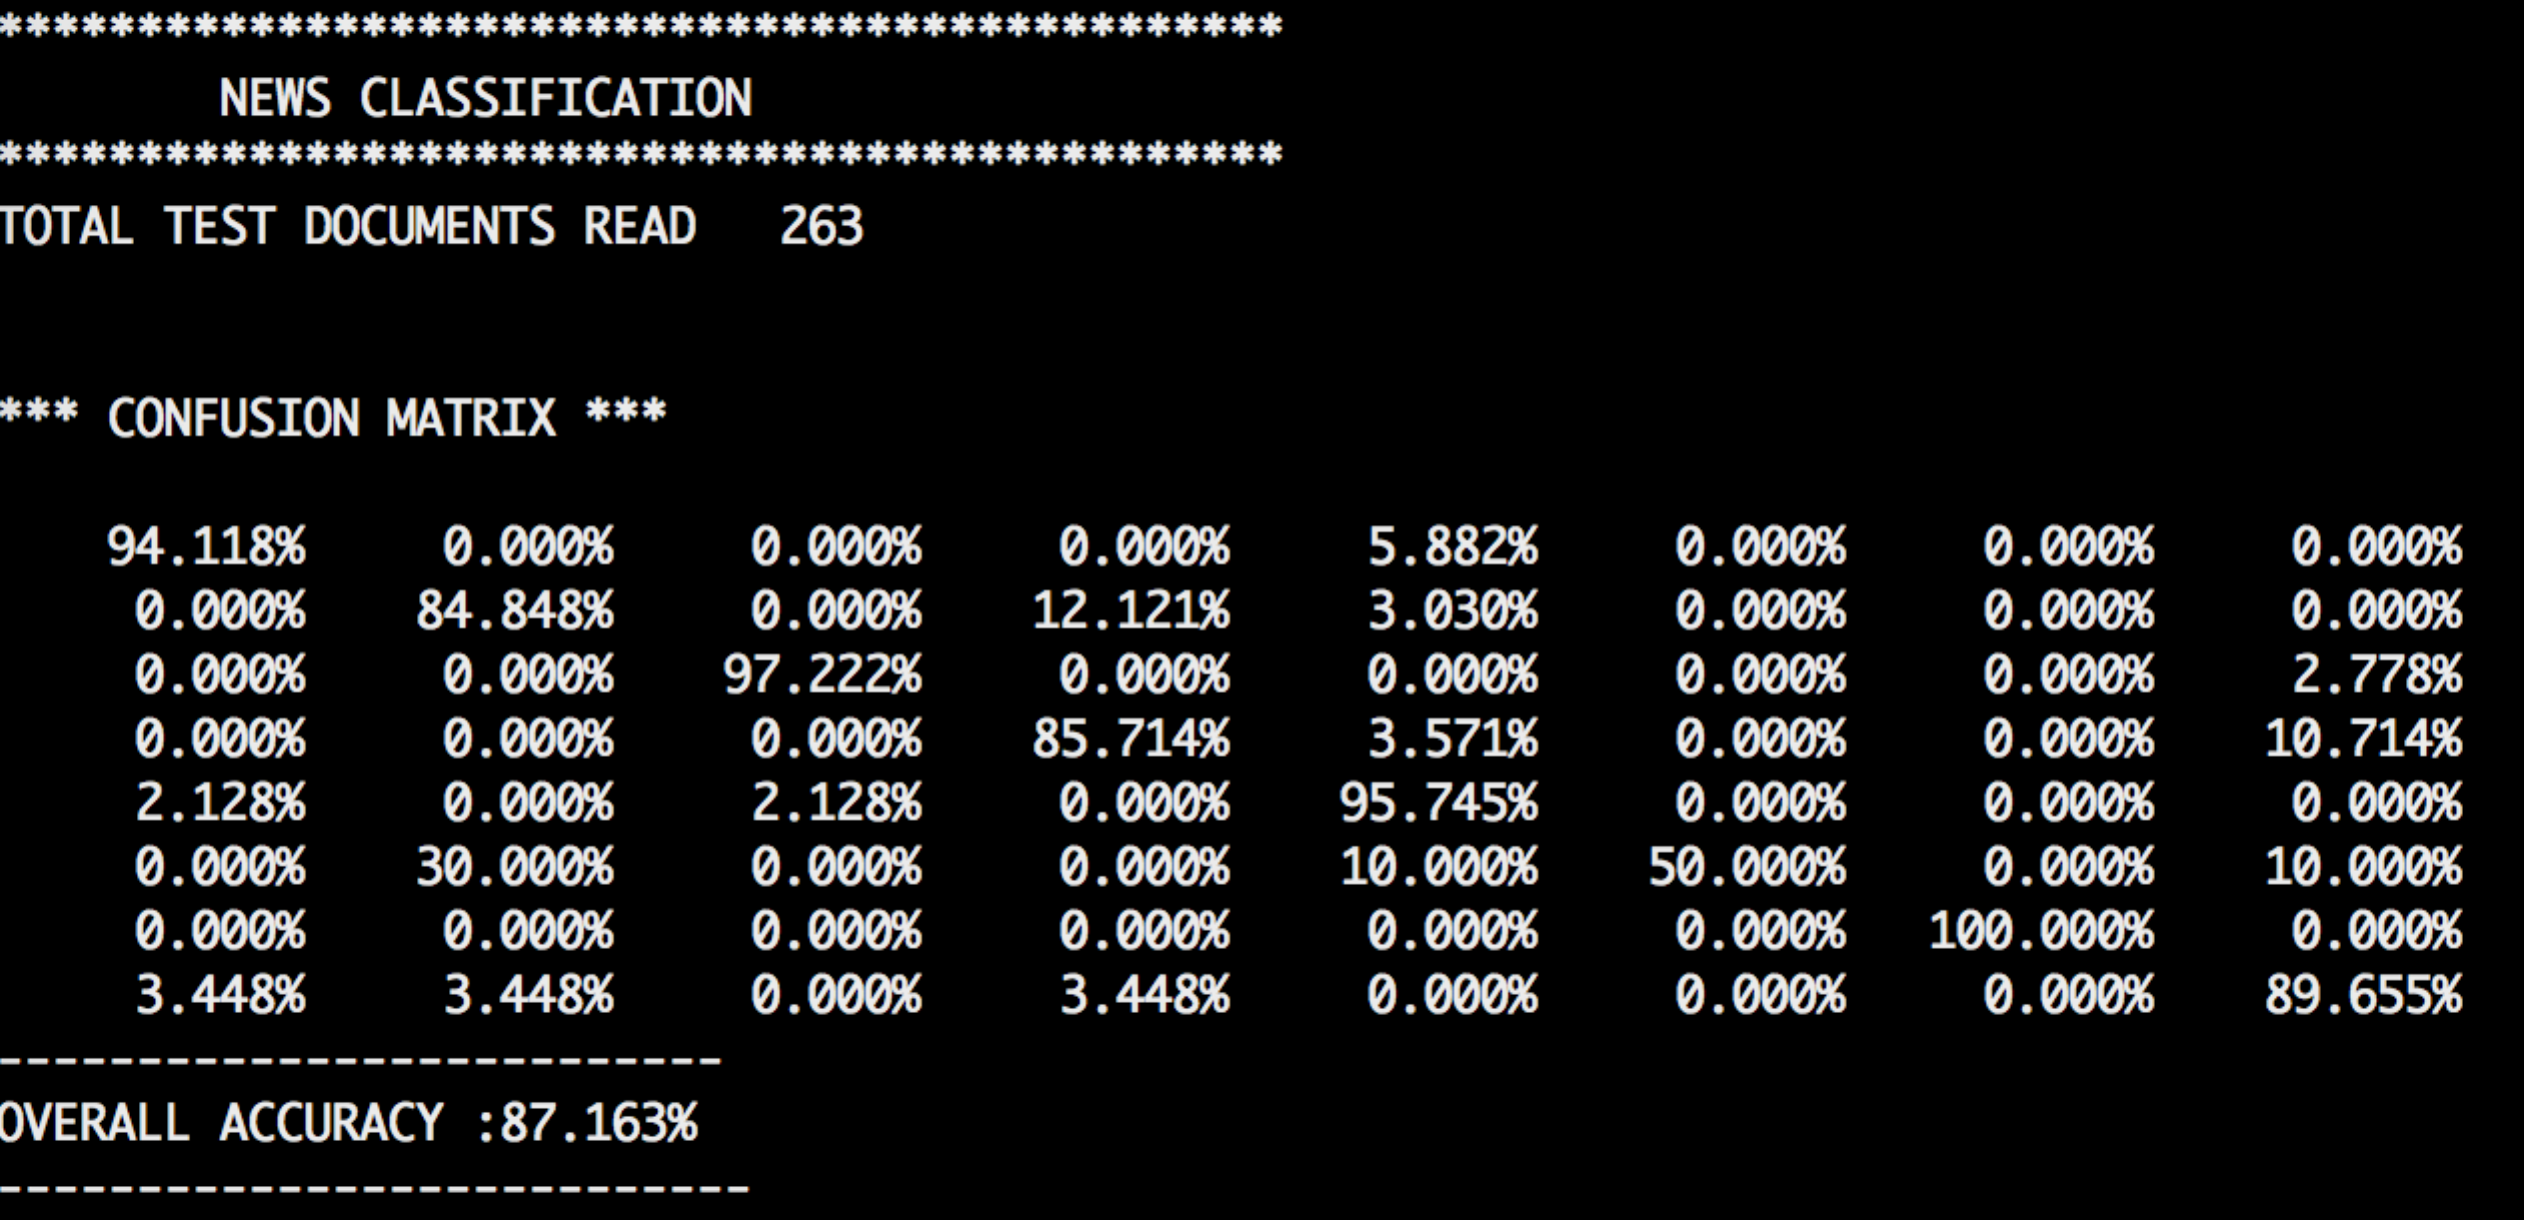 **********************************************
NEWS CLASSIFICATION
**********************************************
TOTAL TEST DOCUMENTS READ 263
*** CONFUSION MATRIX ***
94.118% 0.000% 0.000% 0.000% 5.882% 0.000% 0.000% 0.000%
0.000% 84.848% 0.000% 12.121% 3.030% 0.000% 0.000% 0.000%
0.000% 0.000% 97.222% 0.000% 0.000% 0.000% 0.000% 2.778%
0.000% 0.000% 0.000% 85.714% 3.571% 0.000% 0.000% 10.714%
2.128% 0.000% 2.128% 0.000% 95.745% 0.000% 0.000% 0.000%
0.000% 30.000% 0.000% 0.000% 10.000% 50.000% 0.000% 10.000%
0.000% 0.000% 0.000% 0.000% 0.000% 0.000% 100.000% 0.000%
3.448% 3.448% 0.000% 3.448% 0.000% 0.000% 0.000% 89.655%
--------------------------
OVERALL ACCURACY :87.163%
---------------------------